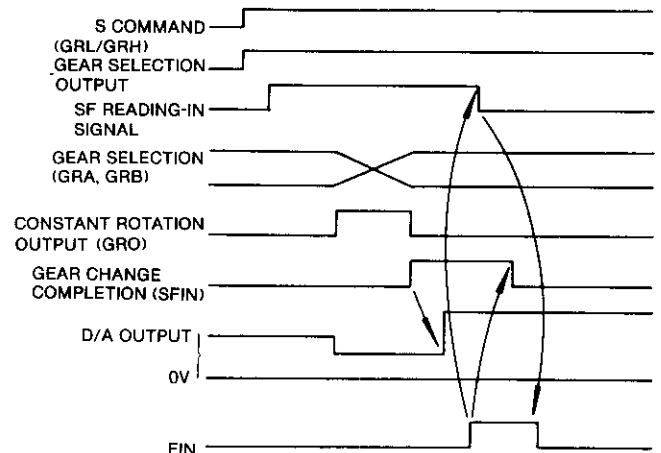 S COMMAND
(GRL/GRH)
GEAR SELECTION
OUTPUT
SF READING-IN
SIGNAL
GEAR SELECTION
(GRA, GRB)
CONSTANT ROTATION
OUTPUT (GRO)
GEAR CHANGE
COMPLETION (SFIN)
D/A OUTPUT
0V
FIN